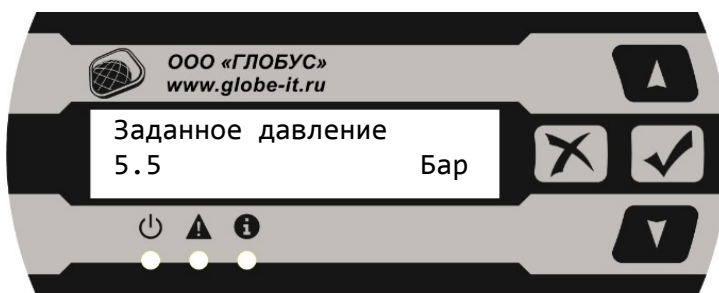 ООО «ГЛОБУС»
www.globe-it.ru
Заданное давление
5.5 Бар